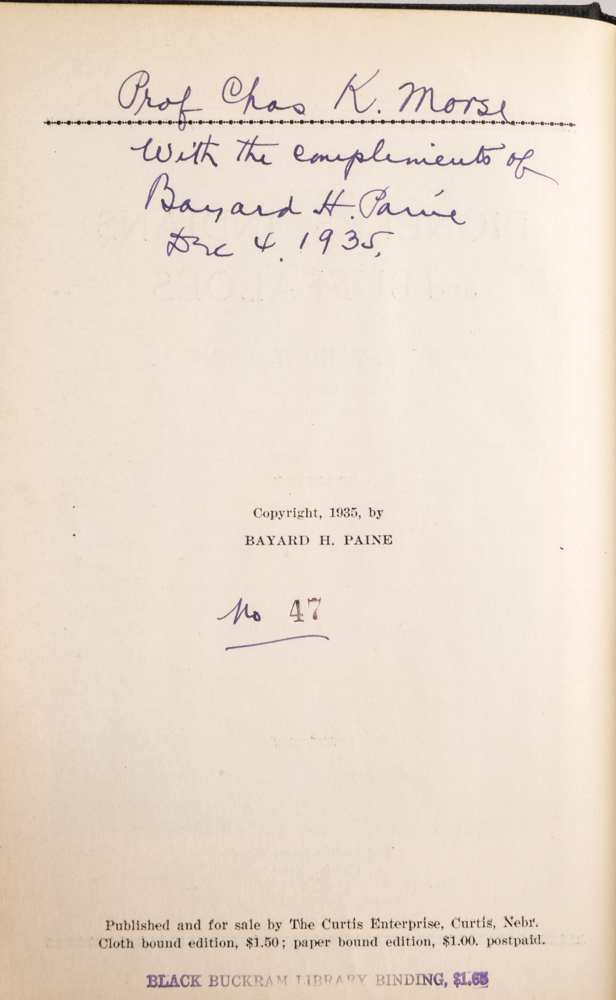 Prof Chas K. Morse
With the compliments of
Bayard H. Paine
Dec 4, 1935,
Copyright, 1935, by
BAYARD H. PAINE
No 47
Published and for sale by The Curtis Enterprise, Curtis, Nebr.
Cloth bound edition, $1.50; paper bound edition, $1.00. postpaid.
BLACK BUCKRAM LIBRARY BINDING,